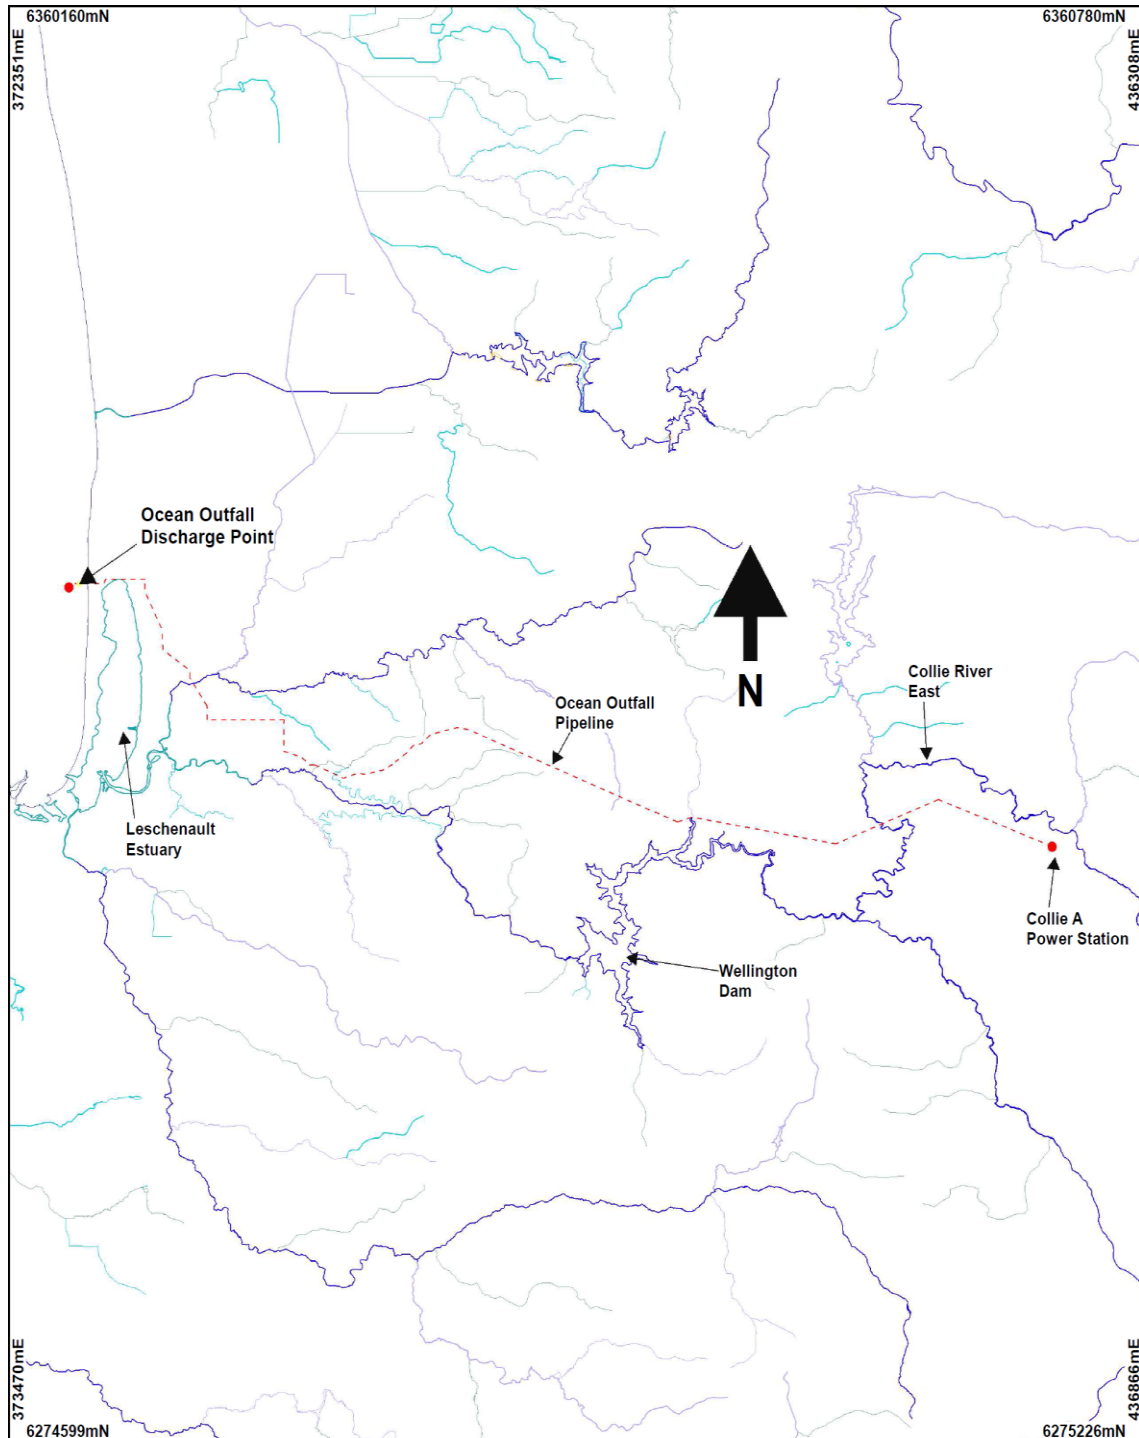 6360160mN
6360780mN
372351mE
436308mE
Ocean Outfall
Discharge Point
N
Collie River
East
Ocean Outfall
Pipeline
Leschenault
Estuary
Collie A
Power Station
Wellington
Dam
373470mE
436866mE
6274599mN
6275226mN